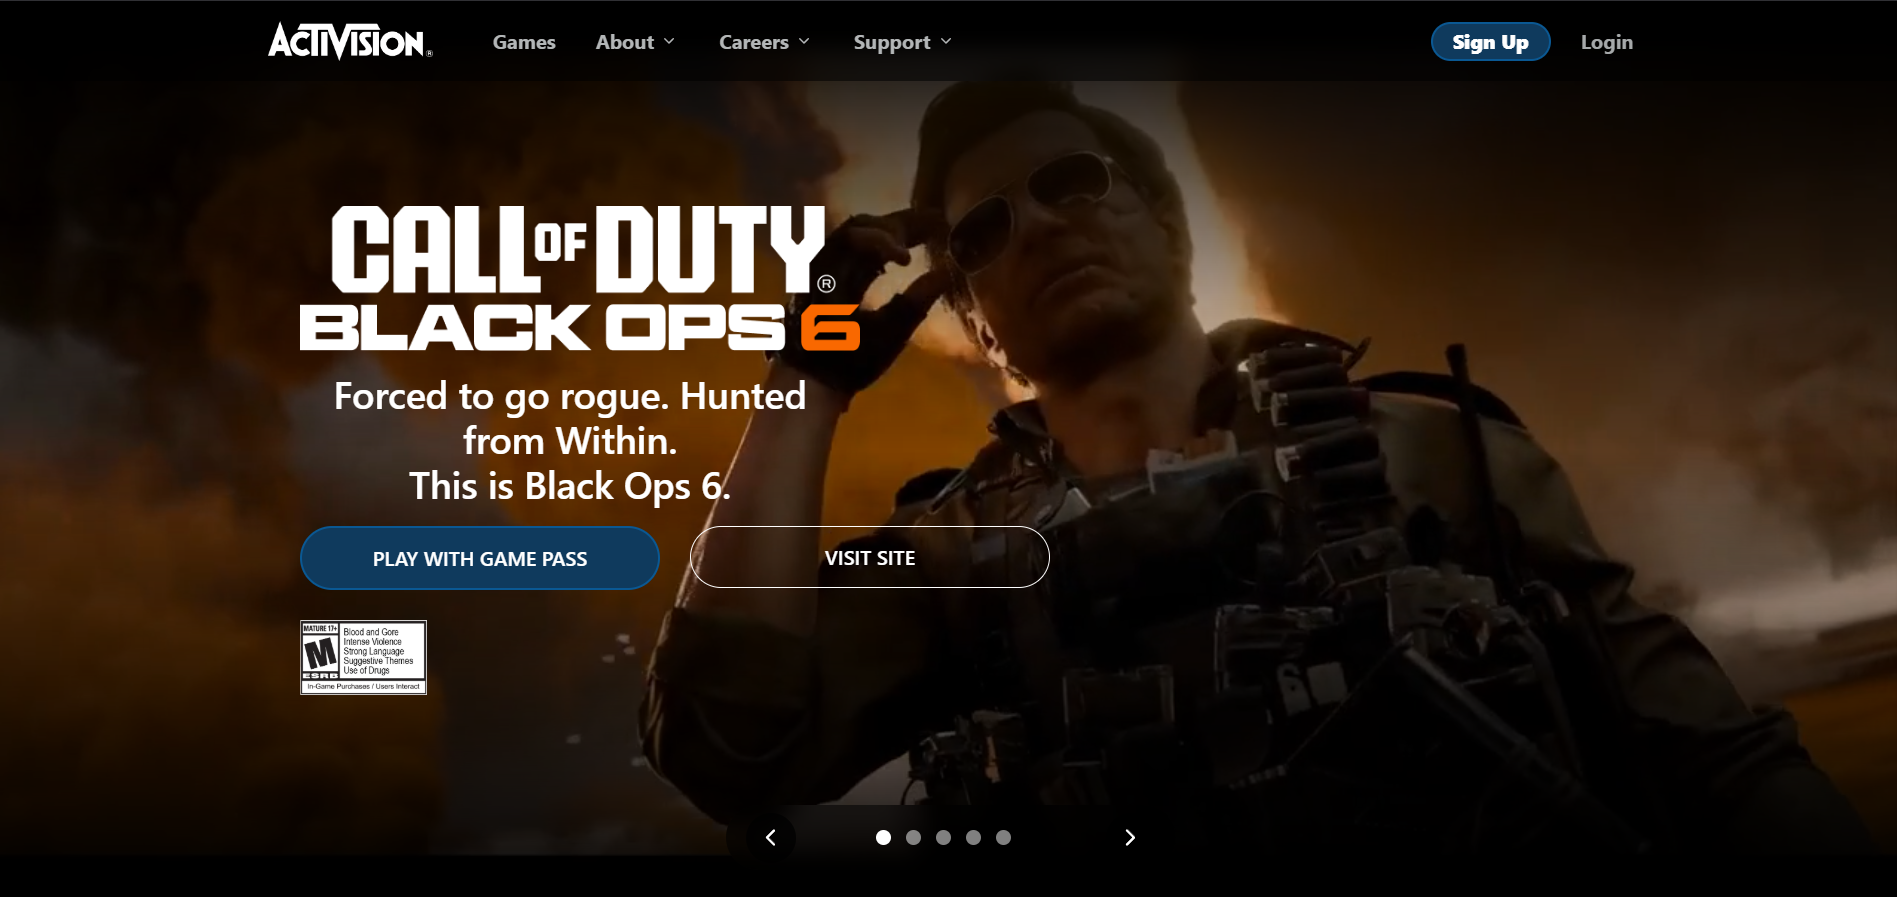 ACTIVISION®
Games
About
Careers
Support
Sign Up
Login
CALL OF DUTY®
BLACK OPS 6
Forced to go rogue. Hunted
from Within.
This is Black Ops 6.
PLAY WITH GAME PASS
VISIT SITE
MATURE 17+
M
ESRB
Blood and Gore
Intense Violence
Strong Language
Suggestive Themes
Use of Drugs
In-Game Purchases / Users Interact